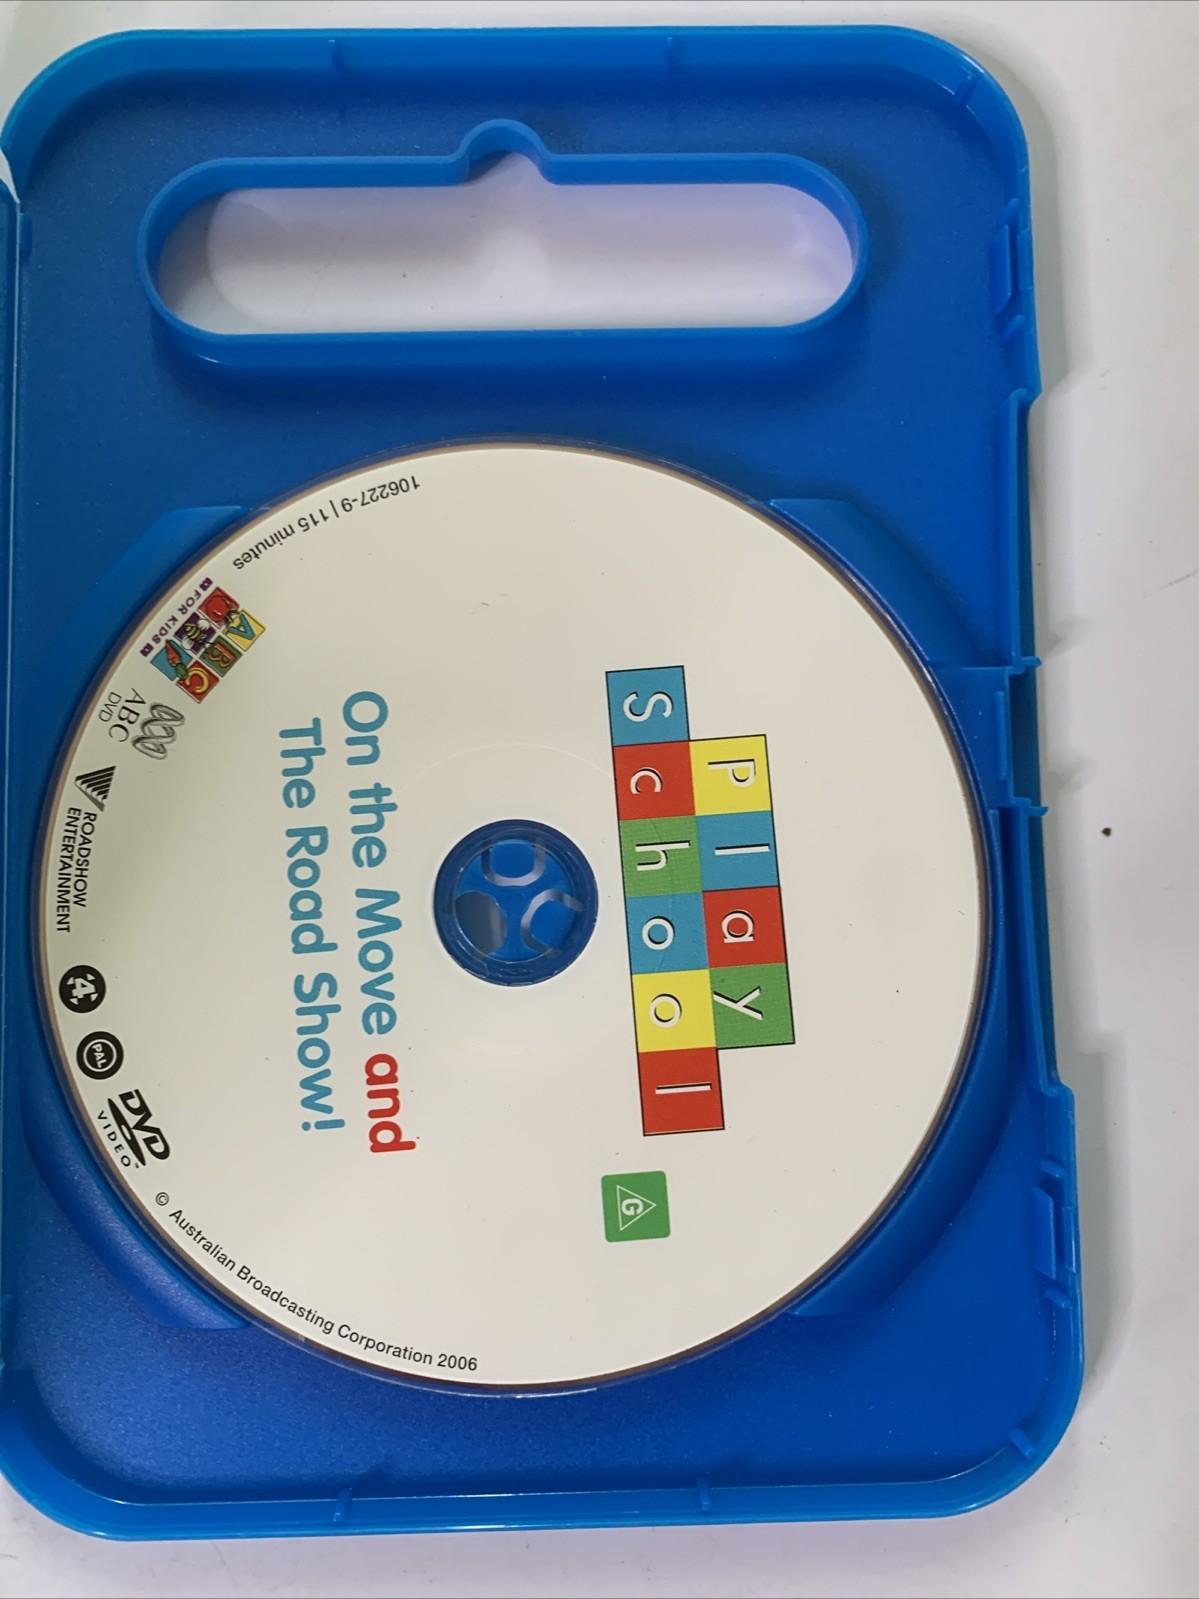 Play
School
G
On the Move and
The Road Show!
106227-9 | 115 minutes
ABC
FOR KIDS
ABC
DVD
ROADSHOW
ENTERTAINMENT
4
PAL
DVD
VIDEO™
© Australian Broadcasting Corporation 2006